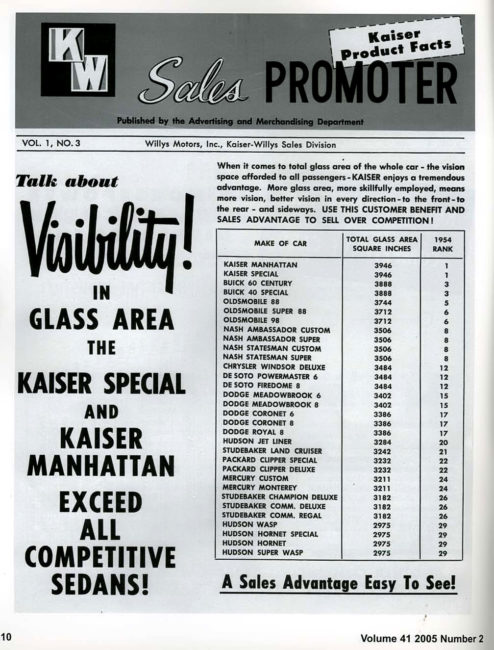 KW
Kaiser
Product Facts
Sales PROMOTER
Published by the Advertising and Merchandising Department
VOL. 1, NO. 3 Willys Motors, Inc., Kaiser-Willys Sales Division
Talk about
Visibility!
IN
GLASS AREA
THE
KAISER SPECIAL
AND
KAISER
MANHATTAN
EXCEED
ALL
COMPETITIVE
SEDANS!
When it comes to total glass area of the whole car - the vision
space afforded to all passengers - KAISER enjoys a tremendous
advantage. More glass area, more skillfully employed, means
more vision, better vision in every direction - to the front - to
the rear - and sideways. USE THIS CUSTOMER BENEFIT AND
SALES ADVANTAGE TO SELL OVER COMPETITION!
MAKE OF CAR TOTAL GLASS AREA SQUARE INCHES 1954 RANK
KAISER MANHATTAN 3946 1
KAISER SPECIAL 3946 1
BUICK 60 CENTURY 3888 3
BUICK 40 SPECIAL 3888 3
OLDSMOBILE 88 3744 5
OLDSMOBILE SUPER 88 3712 6
OLDSMOBILE 98 3712 6
NASH AMBASSADOR CUSTOM 3506 8
NASH AMBASSADOR SUPER 3506 8
NASH STATESMAN CUSTOM 3506 8
NASH STATESMAN SUPER 3506 8
CHRYSLER WINDSOR DELUXE 3484 12
DE SOTO POWERMASTER 6 3484 12
DE SOTO FIREDOME 8 3484 12
DODGE MEADOWBROOK 6 3402 15
DODGE MEADOWBROOK 8 3402 15
DODGE CORONET 6 3386 17
DODGE CORONET 8 3386 17
DODGE ROYAL 8 3386 17
HUDSON JET LINER 3284 20
STUDEBAKER LAND CRUISER 3242 21
PACKARD CLIPPER SPECIAL 3232 22
PACKARD CLIPPER DELUXE 3232 22
MERCURY CUSTOM 3211 24
MERCURY MONTEREY 3211 24
STUDEBAKER CHAMPION DELUXE 3182 26
STUDEBAKER COMM. DELUXE 3182 26
STUDEBAKER COMM. REGAL 3182 26
HUDSON WASP 2975 29
HUDSON HORNET SPECIAL 2975 29
HUDSON HORNET 2975 29
HUDSON SUPER WASP 2975 29
A Sales Advantage Easy To See!
10 Volume 41 2005 Number 2